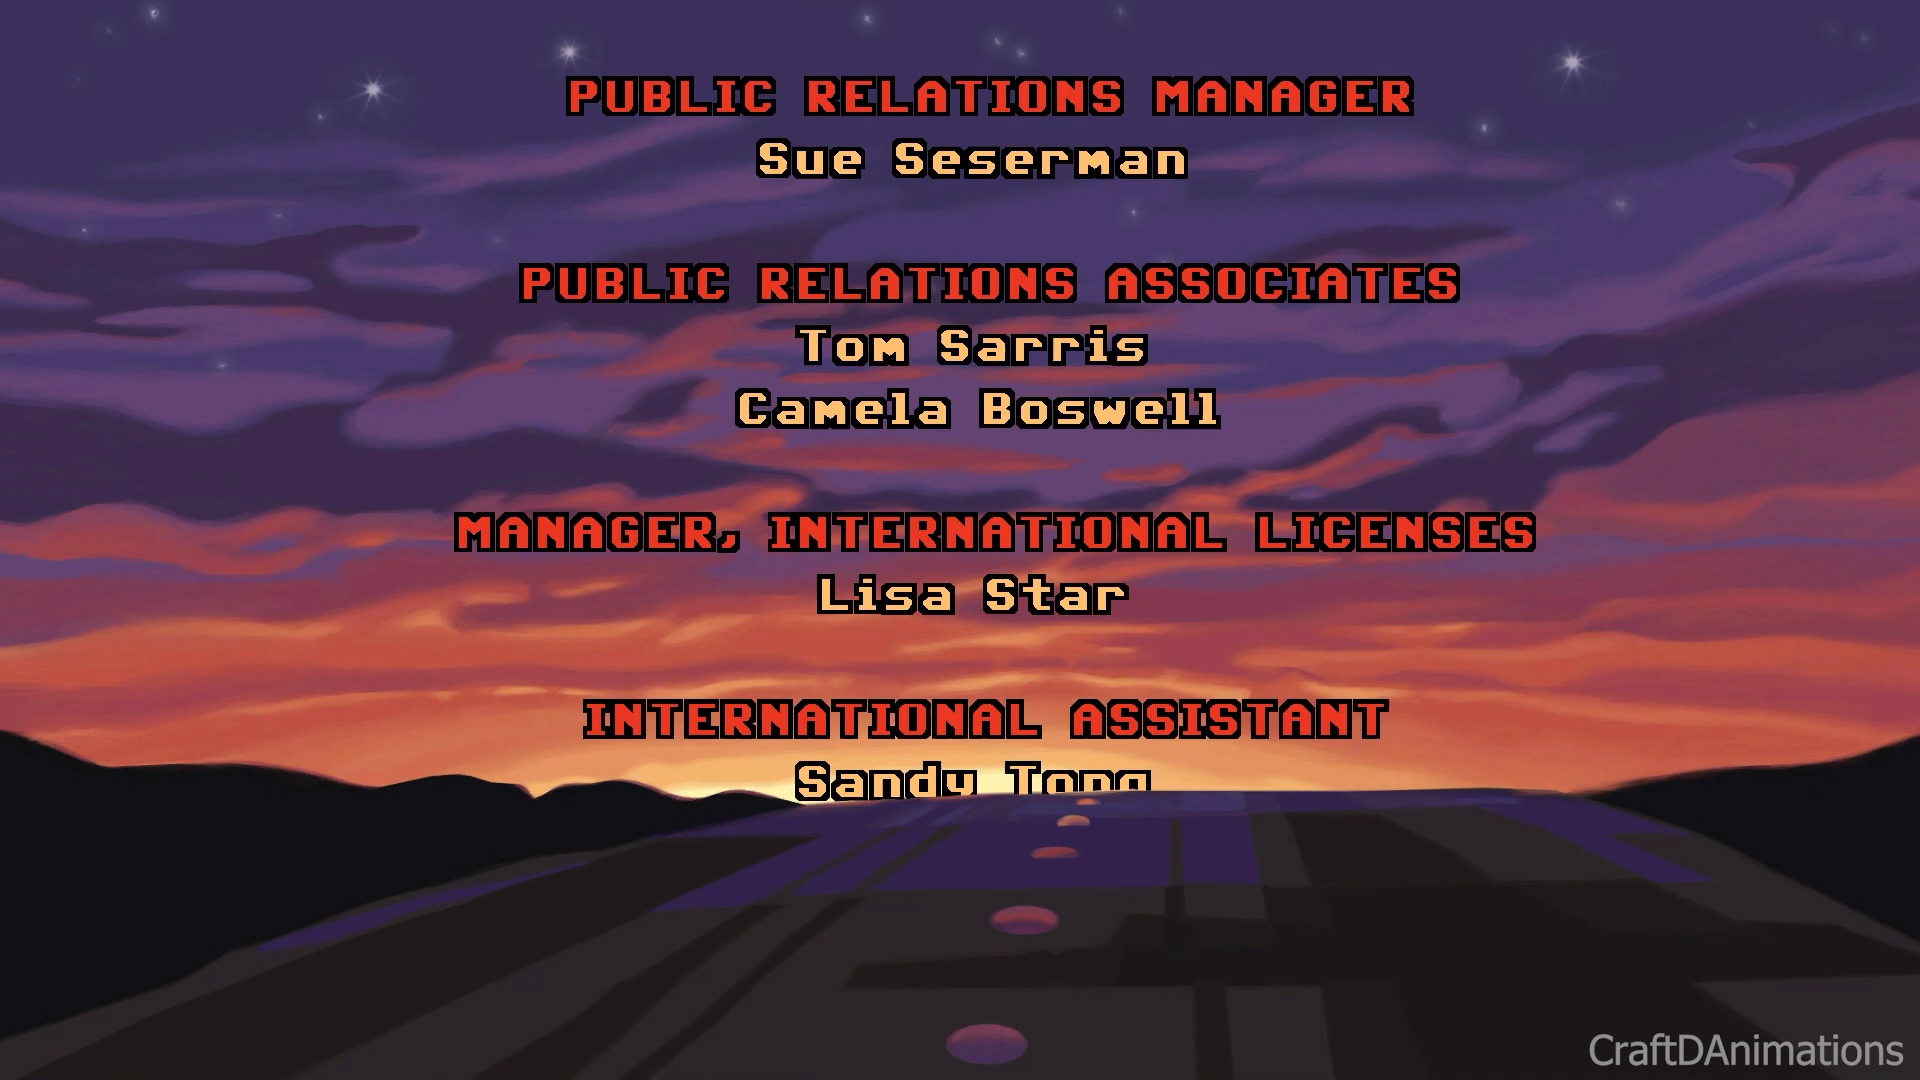 PUBLIC RELATIONS MANAGER
Sue Seserman
PUBLIC RELATIONS ASSOCIATES
Tom Sarris
Camela Boswell
MANAGER, INTERNATIONAL LICENSES
Lisa Star
INTERNATIONAL ASSISTANT
Sandy Tong
CraftDAnimations